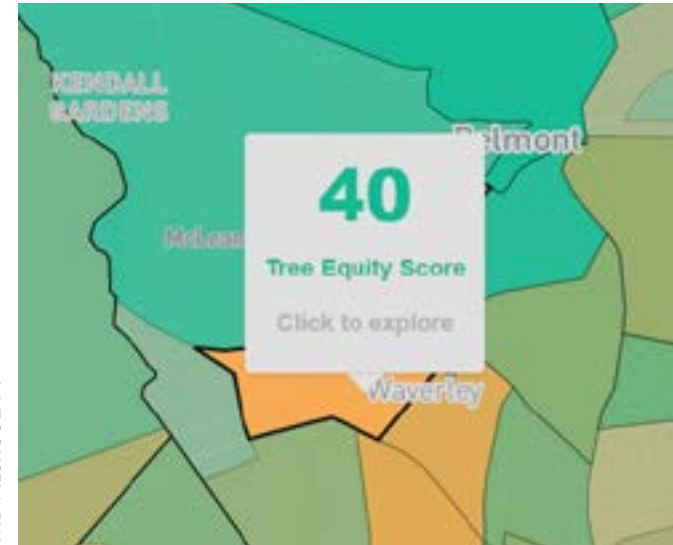 KENDALL
GARDENS
Belmont
40
McLean
Tree Equity Score
Click to explore
Waverley